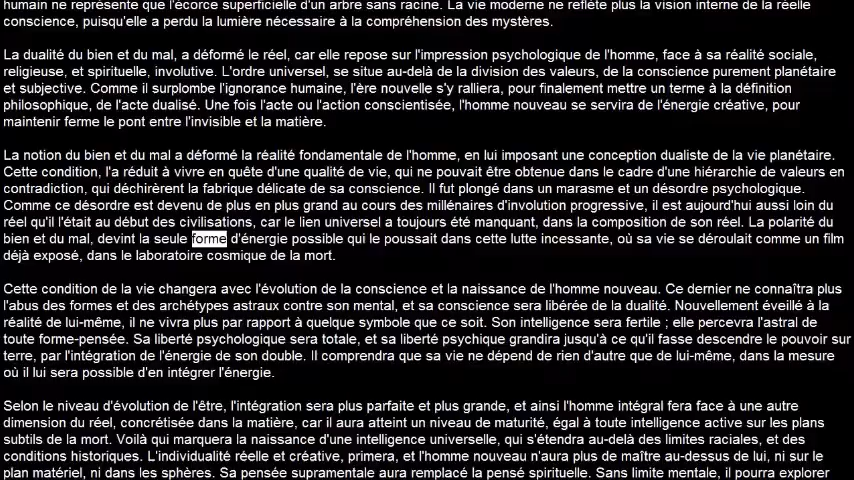 humain ne représente que l'écorce superficielle d'un arbre sans racine. La vie moderne ne reflète plus la vision interne de la réelle
conscience, puisqu'elle a perdu la lumière nécessaire à la compréhension des mystères.
La dualité du bien et du mal, a déformé le réel, car elle repose sur l'impression psychologique de l'homme, face à sa réalité sociale,
religieuse, et spirituelle, involutive. L'ordre universel, se situe au-delà de la division des valeurs, de la conscience purement planétaire
et subjective. Comme il surplombe l'ignorance humaine, l'ère nouvelle s'y ralliera, pour finalement mettre un terme à la définition
philosophique, de l'acte dualisé. Une fois l'acte ou l'action conscientisée, l'homme nouveau se servira de l'énergie créative, pour
maintenir ferme le pont entre l'invisible et la matière.
La notion du bien et du mal a déformé la réalité fondamentale de l'homme, en lui imposant une conception dualiste de la vie planétaire.
Cette condition, l'a réduit à vivre en quête d'une qualité de vie, qui ne pouvait être obtenue dans le cadre d'une hiérarchie de valeurs en
contradiction, qui déchirèrent la fabrique délicate de sa conscience. Il fut plongé dans un marasme et un désordre psychologique.
Comme ce désordre est devenu de plus en plus grand au cours des millénaires d'involution progressive, il est aujourd'hui aussi loin du
réel qu'il l'était au début des civilisations, car le lien universel a toujours été manquant, dans la composition de son réel. La polarité du
bien et du mal, devint la seule forme d'énergie possible qui le poussait dans cette lutte incessante, où sa vie se déroulait comme un film
déjà exposé, dans le laboratoire cosmique de la mort.
Cette condition de la vie changera avec l'évolution de la conscience et la naissance de l'homme nouveau. Ce dernier ne connaîtra plus
l'abus des formes et des archétypes astraux contre son mental, et sa conscience sera libérée de la dualité. Nouvellement éveillé à la
réalité de lui-même, il ne vivra plus par rapport à quelque symbole que ce soit. Son intelligence sera fertile ; elle percevra l'astral de
toute forme-pensée. Sa liberté psychologique sera totale, et sa liberté psychique grandira jusqu'à ce qu'il fasse descendre le pouvoir sur
terre, par l'intégration de l'énergie de son double. Il comprendra que sa vie ne dépend de rien d'autre que de lui-même, dans la mesure
où il lui sera possible d'en intégrer l'énergie.
Selon le niveau d'évolution de l'être, l'intégration sera plus parfaite et plus grande, et ainsi l'homme intégral fera face à une autre
dimension du réel, concrétisée dans la matière, car il aura atteint un niveau de maturité, égal à toute intelligence active sur les plans
subtils de la mort. Voilà qui marquera la naissance d'une intelligence universelle, qui s'étendra au-delà des limites raciales, et des
conditions historiques. L'individualité réelle et créative, primera, et l'homme nouveau n'aura plus de maître au-dessus de lui, ni sur le
plan matériel, ni dans les sphères. Sa pensée supramentale aura remplacé la pensé spirituelle. Sans limite mentale, il pourra explorer